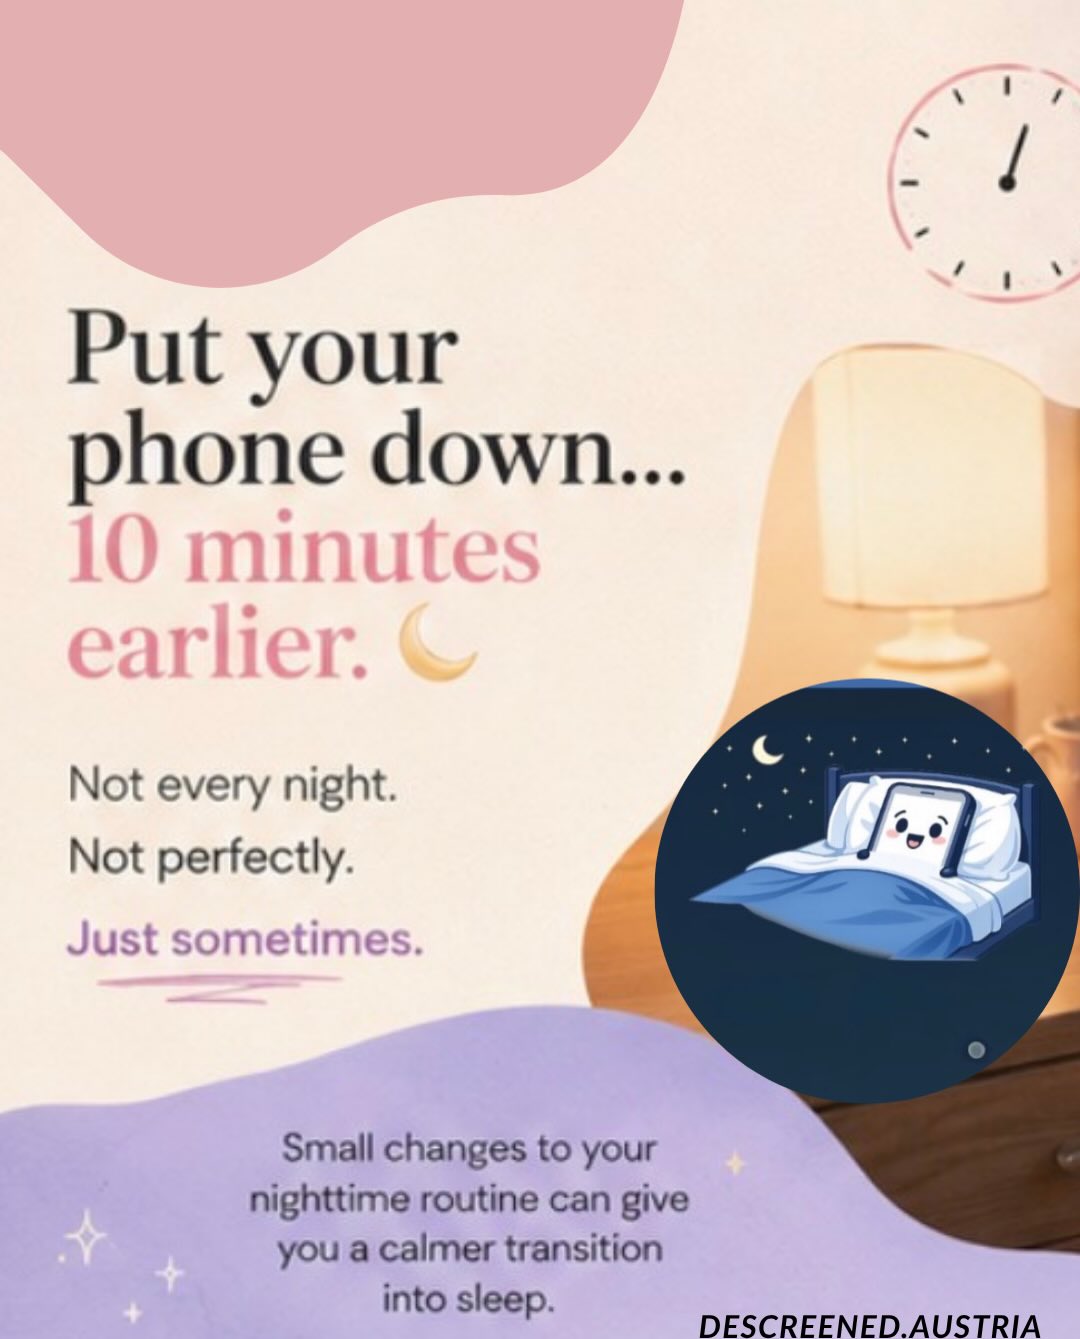 Put your
phone down...
10 minutes
earlier.
Not every night.
Not perfectly.
Just sometimes.
Small changes to your
nighttime routine can give
you a calmer transition
into sleep.
DESCREENED.AUSTRIA